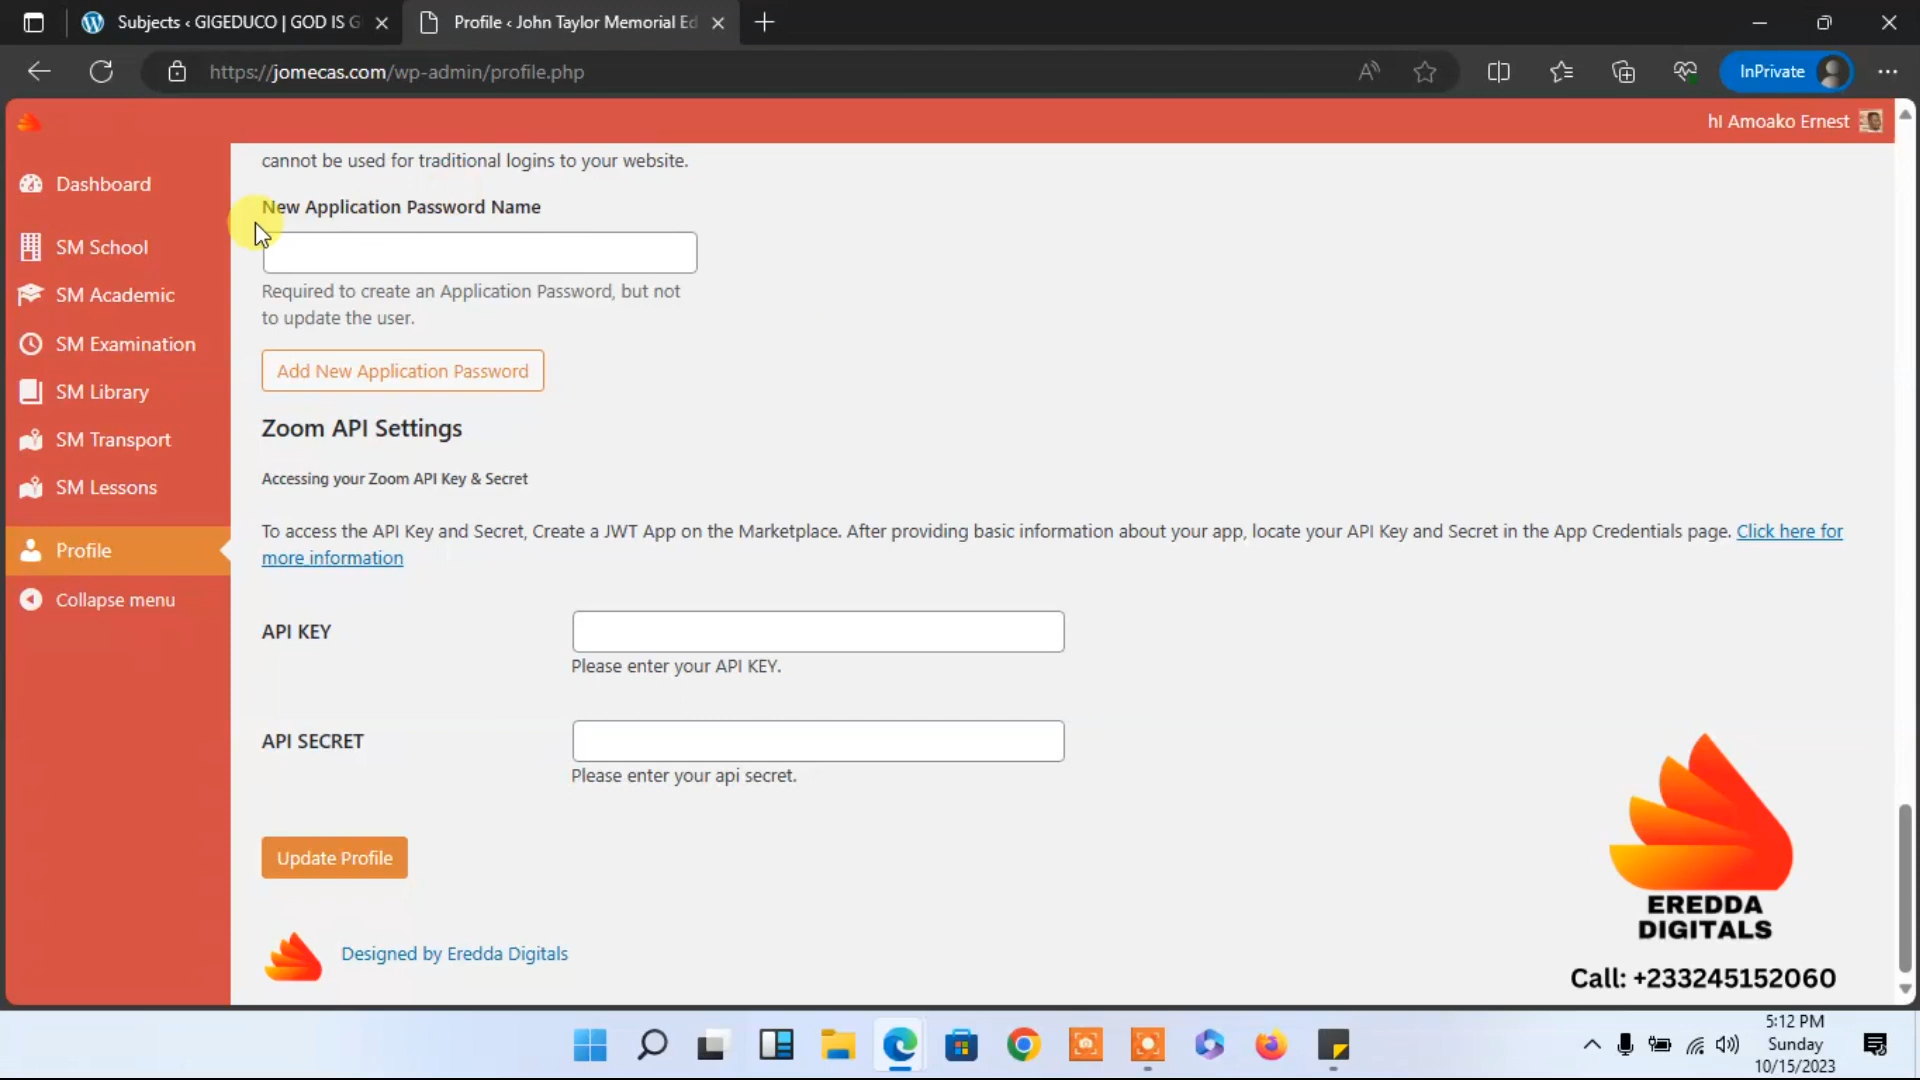 Subjects ‹ GIGEDUCO | GOD IS G
Profile ‹ John Taylor Memorial Ed
https://jomecas.com/wp-admin/profile.php
InPrivate
hI Amoako Ernest
Dashboard
SM School
SM Academic
SM Examination
SM Library
SM Transport
SM Lessons
Profile
Collapse menu
cannot be used for traditional logins to your website.
New Application Password Name
Required to create an Application Password, but not
to update the user.
Add New Application Password
Zoom API Settings
Accessing your Zoom API Key & Secret
To access the API Key and Secret, Create a JWT App on the Marketplace. After providing basic information about your app, locate your API Key and Secret in the App Credentials page. Click here for
more information
API KEY
Please enter your API KEY.
API SECRET
Please enter your api secret.
Update Profile
Designed by Eredda Digitals
EREDDA
DIGITALS
Call: +233245152060
5:12 PM
Sunday
10/15/2023